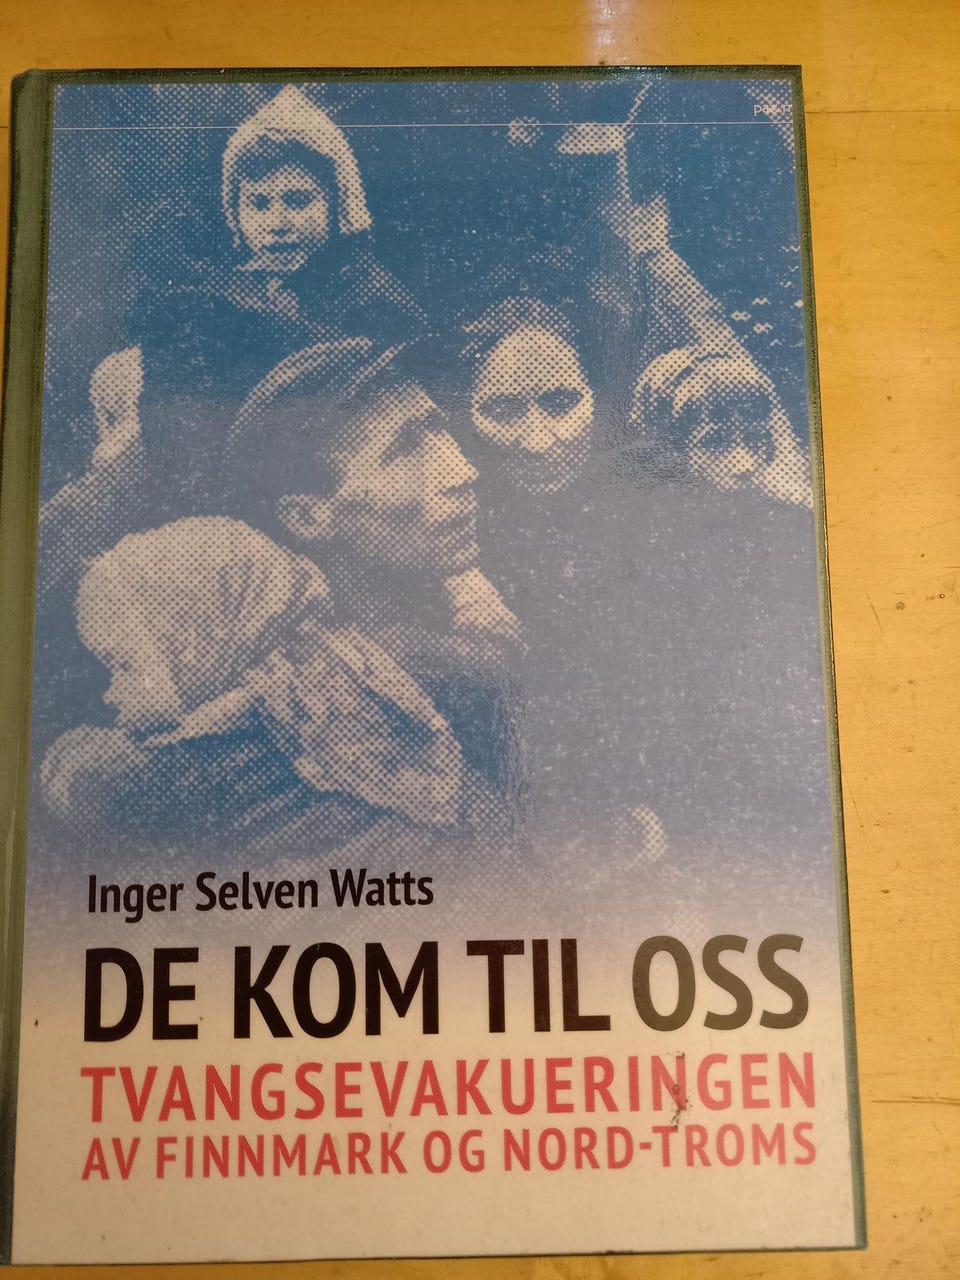 Inger Selven Watts
DE KOM TIL OSS
TVANGSEVAKUERINGEN
AV FINNMARK OG NORD-TROMS